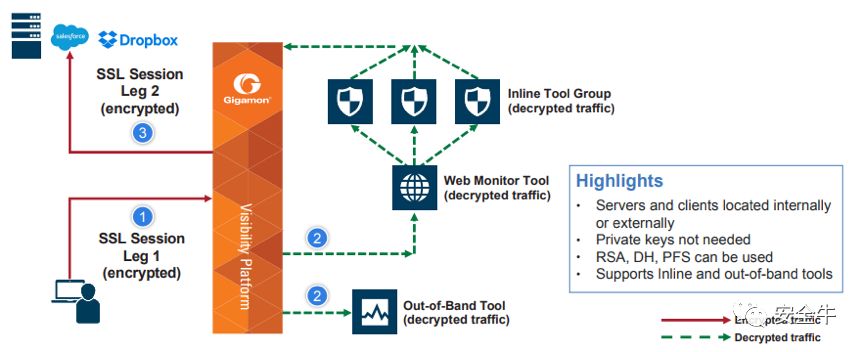 salesforce
Dropbox
SSL Session
Leg 2
(encrypted)
3
1
SSL Session
Leg 1
(encrypted)
Gigamon®
Visibility Platform
Inline Tool Group
(decrypted traffic)
Web Monitor Tool
(decrypted traffic)
2
2
Out-of-Band Tool
(decrypted traffic)
Highlights
• Servers and clients located internally
or externally
• Private keys not needed
• RSA, DH, PFS can be used
• Supports Inline and out-of-band tools
安全牛
Encrypted traffic
Decrypted traffic